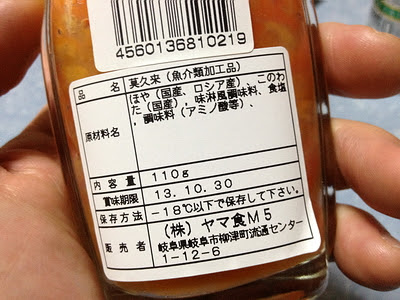 4560136810219
品名 莫久来（魚介類加工品）
原材料名 ほや（国産、ロシア産）、このわ
た（国産）、味淋風調味料、食塩
、調味料（アミノ酸等）、
内容量 110g
賞味期限 13.10.30
保存方法 -18℃以下で保存して下さい。
販売者 （株）ヤマ食M5
岐阜県岐阜市柳津町流通センター
1-12-6